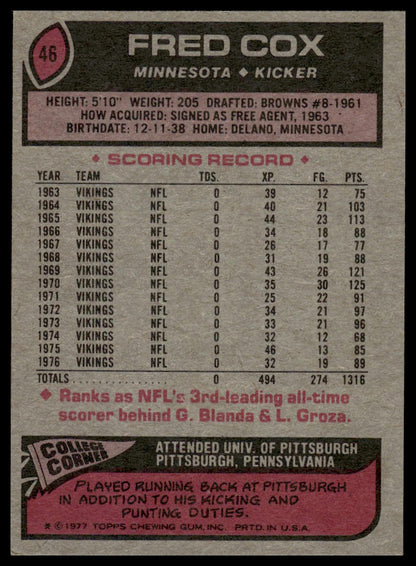 46
FRED COX
MINNESOTA ◆ KICKER
HEIGHT: 5'10" WEIGHT: 205 DRAFTED: BROWNS #8-1961
HOW ACQUIRED: SIGNED AS FREE AGENT, 1963
BIRTHDATE: 12-11-38 HOME: DELANO, MINNESOTA
◆ SCORING RECORD ◆
YEAR TEAM TDS. XP. FG. PTS.
1963 VIKINGS NFL 0 39 12 75
1964 VIKINGS NFL 0 40 21 103
1965 VIKINGS NFL 0 44 23 113
1966 VIKINGS NFL 0 34 18 88
1967 VIKINGS NFL 0 26 17 77
1968 VIKINGS NFL 0 31 19 88
1969 VIKINGS NFL 0 43 26 121
1970 VIKINGS NFL 0 35 30 125
1971 VIKINGS NFL 0 25 22 91
1972 VIKINGS NFL 0 34 21 97
1973 VIKINGS NFL 0 33 21 96
1974 VIKINGS NFL 0 32 12 68
1975 VIKINGS NFL 0 46 13 85
1976 VIKINGS NFL 0 32 19 89
TOTALS 0 494 274 1316
◆ Ranks as NFL's 3rd-leading all-time
scorer behind G. Blanda & L. Groza.
COLLEGE
CORNER
ATTENDED UNIV. OF PITTSBURGH
PITTSBURGH, PENNSYLVANIA
PLAYED RUNNING BACK AT PITTSBURGH
IN ADDITION TO HIS KICKING AND
PUNTING DUTIES.
* © 1977 TOPPS CHEWING GUM, INC. PRTD. IN U.S.A.